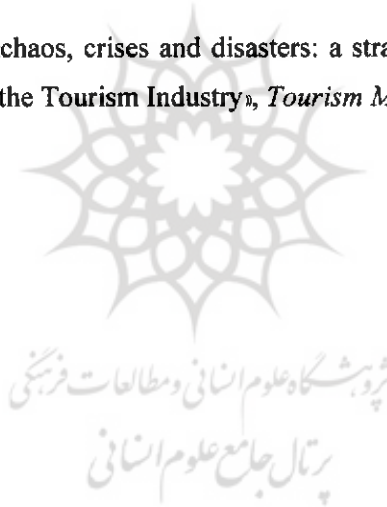 chaos, crises and disasters: a stra
the Tourism Industry», Tourism M
پژوهشگاه علوم انسانی و مطالعات فرهنگی
پرتال جامع علوم انسانی